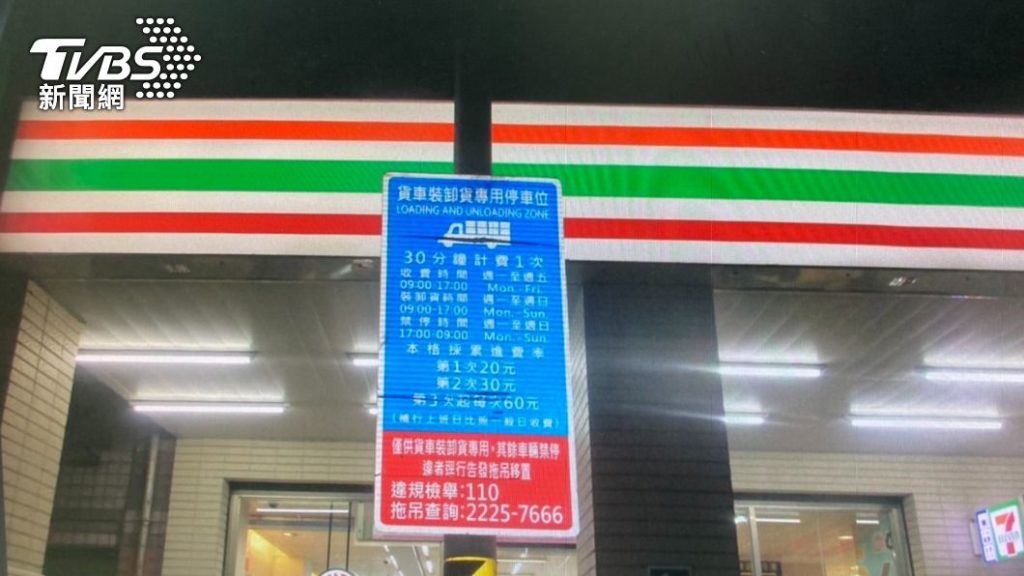 TVBS
新聞網
貨車裝卸貨專用停車位
LOADING AND UNLOADING ZONE
30分鐘計費1次
收費時間 週一至週五
09:00-17:00 Mon.-Fri.
裝卸貨時間 週一至週日
09:00-17:00 Mon.-Sun.
禁停時間 週一至週日
17:00-09:00 Mon.-Sun.
本格採累進費率
第1次20元
第2次30元
第3次起每次60元
(補行上班日比照一般日收費)
僅供貨車裝卸貨專用,其餘車輛禁停
違者逕行告發拖吊移置
違規檢舉:110
拖吊查詢:2225-7666
7